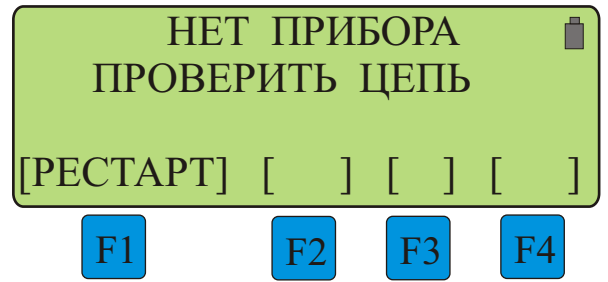 НЕТ ПРИБОРА
ПРОВЕРИТЬ ЦЕПЬ
[РЕСТАРТ] [ ] [ ] [ ]
F1 F2 F3 F4